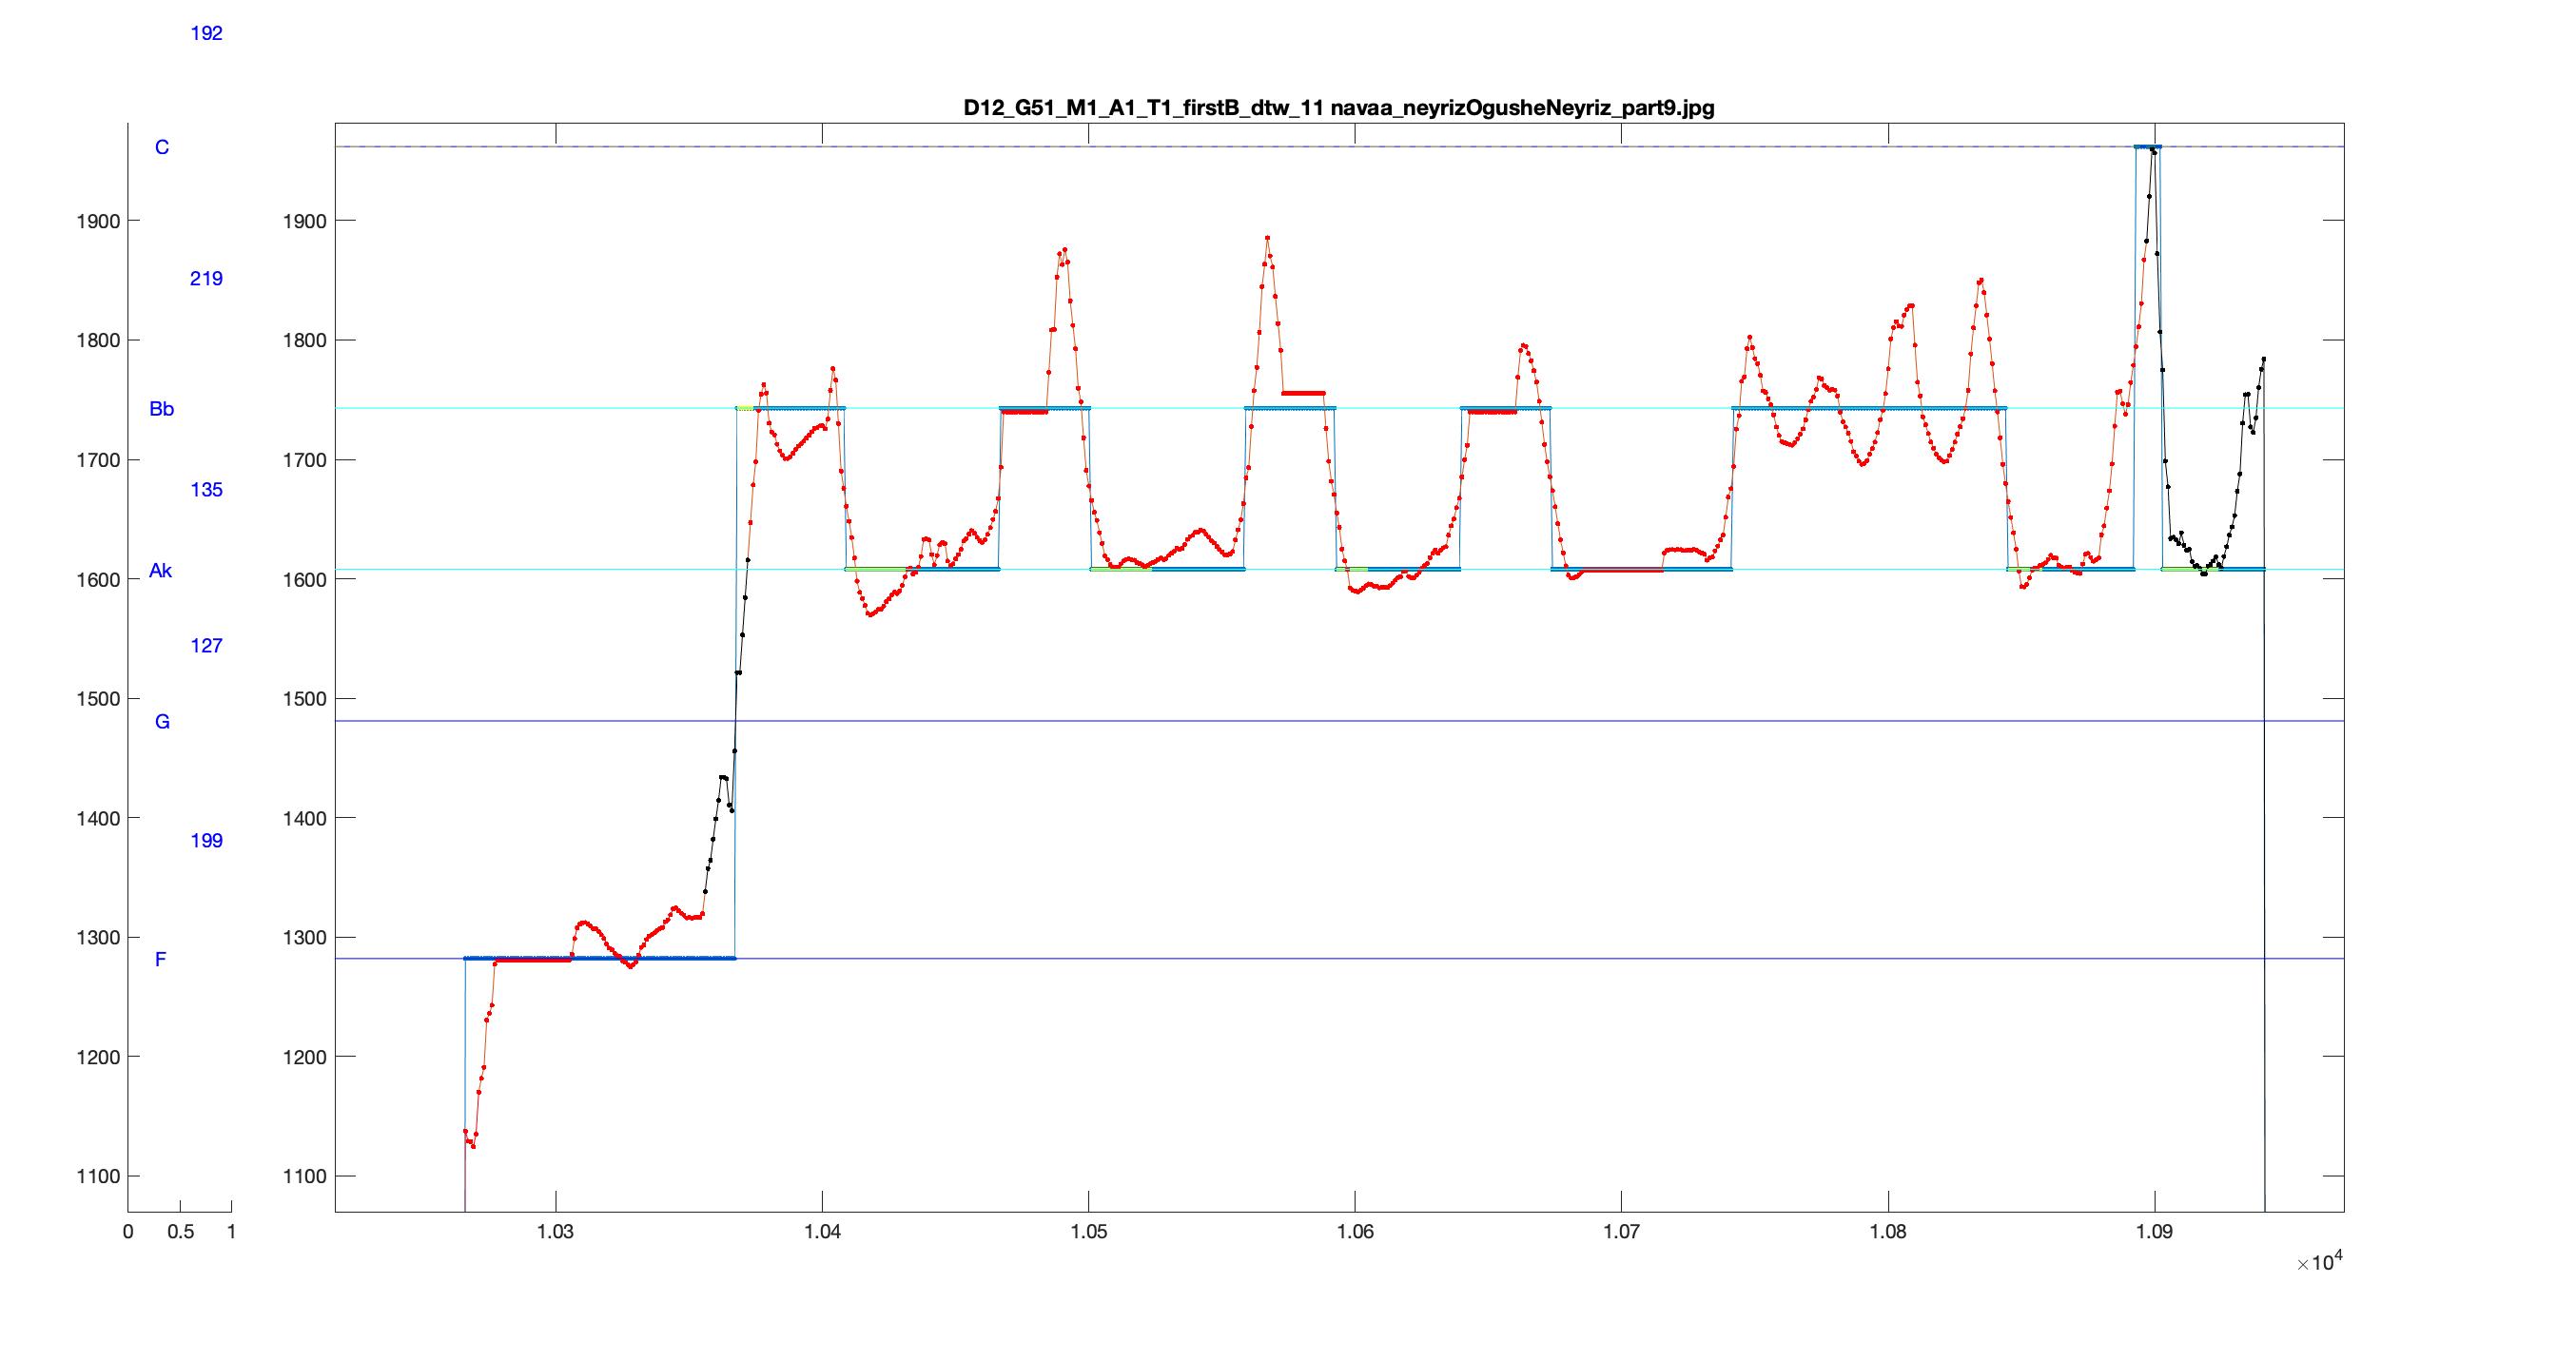 192
D12_G51_M1_A1_T1_firstB_dtw_11 navaa_neyrizOgusheNeyriz_part9.jpg
C
1900 1900
219
1800 1800
Bb
1700 1700
135
Ak
1600 1600
127
1500 1500
G
1400 1400
199
1300 1300
F
1200 1200
1100 1100
0 0.5 1 1.03 1.04 1.05 1.06 1.07 1.08 1.09
×10^4